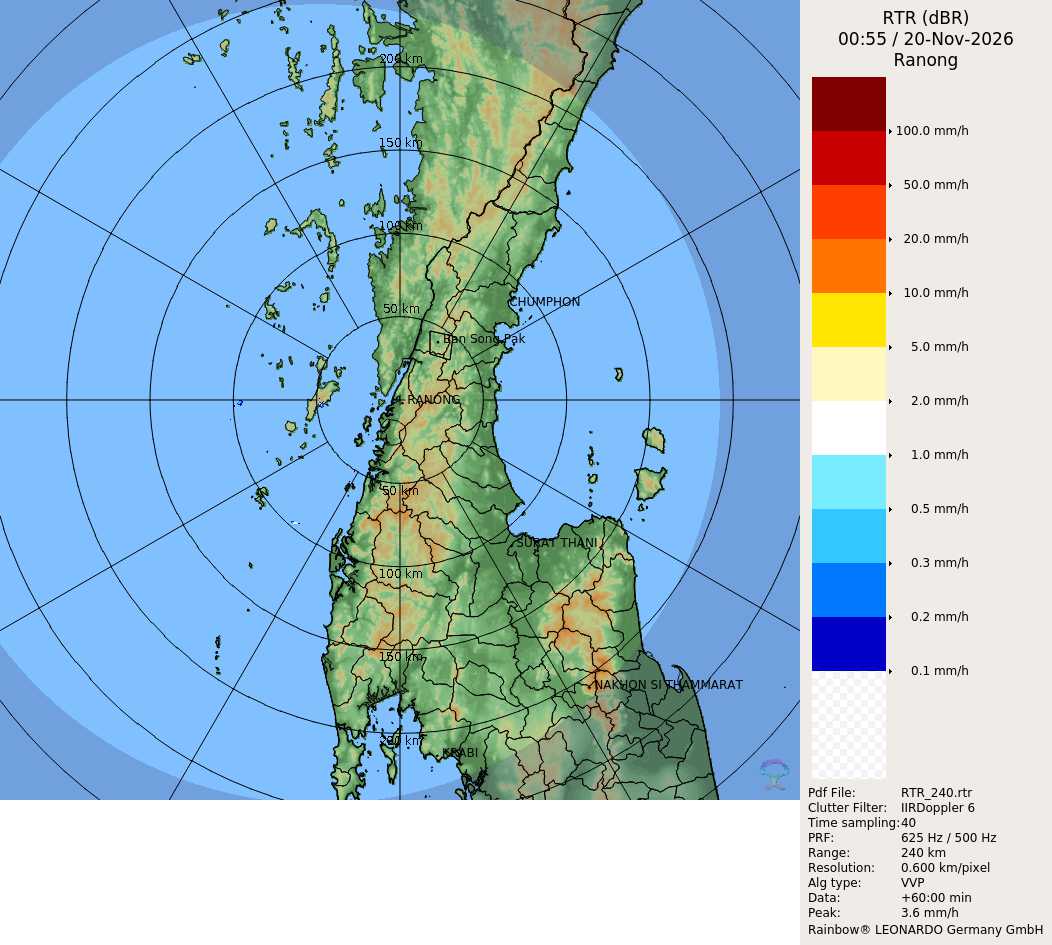 RTR (dBR)
00:55 / 20-Nov-2026
Ranong
100.0 mm/h
50.0 mm/h
20.0 mm/h
10.0 mm/h
5.0 mm/h
2.0 mm/h
1.0 mm/h
0.5 mm/h
0.3 mm/h
0.2 mm/h
0.1 mm/h
Pdf File: RTR_240.rtr
Clutter Filter: IIRDoppler 6
Time sampling: 40
PRF: 625 Hz / 500 Hz
Range: 240 km
Resolution: 0.600 km/pixel
Alg type: VVP
Data: +60:00 min
Peak: 3.6 mm/h
Rainbow® LEONARDO Germany GmbH
200 km
150 km
100 km
CHUMPHON
50 km
Ban Song Pak
RANONG
50 km
SURAT THANI
100 km
150 km
NAKHON SI THAMMARAT
200 km
KRABI